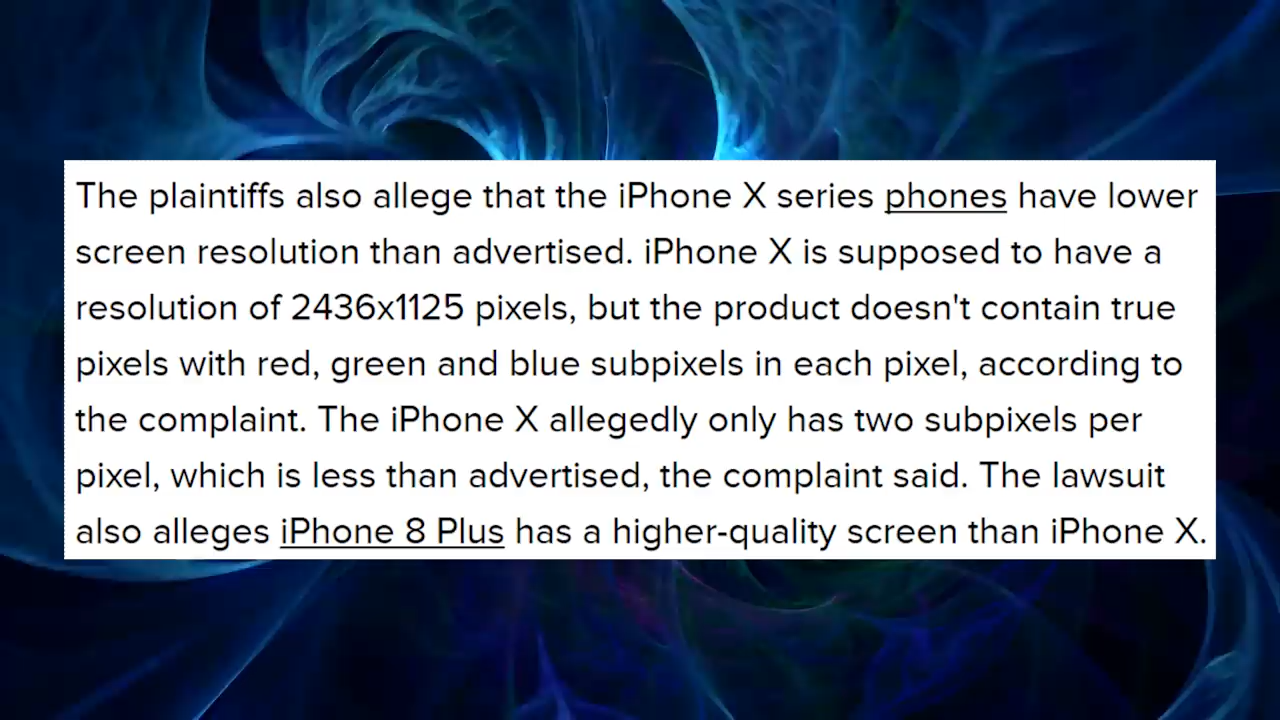 The plaintiffs also allege that the iPhone X series phones have lower
screen resolution than advertised. iPhone X is supposed to have a
resolution of 2436x1125 pixels, but the product doesn't contain true
pixels with red, green and blue subpixels in each pixel, according to
the complaint. The iPhone X allegedly only has two subpixels per
pixel, which is less than advertised, the complaint said. The lawsuit
also alleges iPhone 8 Plus has a higher-quality screen than iPhone X.